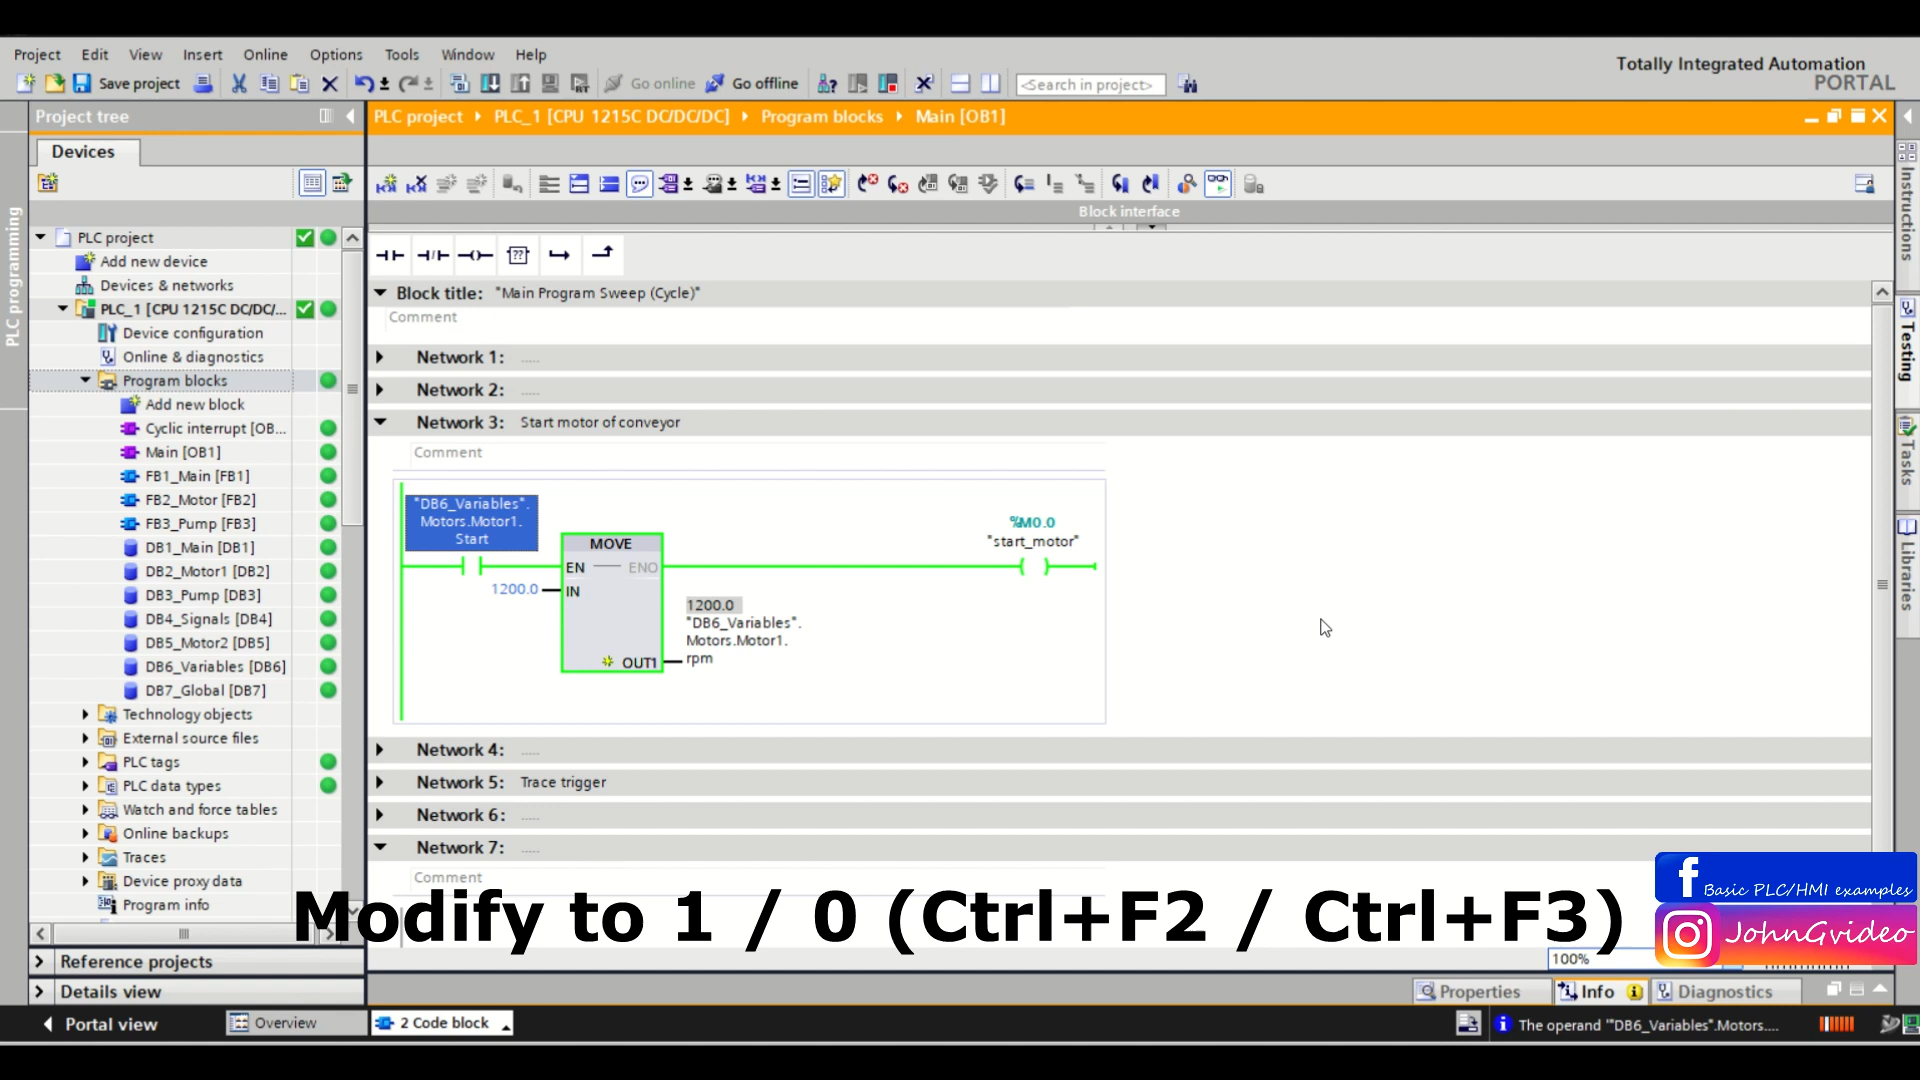 Project Edit View Insert Online Options Tools Window Help
Totally Integrated Automation
PORTAL
Save project
Go online
Go offline
<Search in project>
Project tree
PLC project
PLC_1 [CPU 1215C DC/DC/DC]
Program blocks
Main [OB1]
Devices
Block interface
PLC programming
PLC project
Add new device
Devices & networks
PLC_1 [CPU 1215C DC/DC/...
Device configuration
Online & diagnostics
Program blocks
Add new block
Cyclic interrupt [OB...
Main [OB1]
FB1_Main [FB1]
FB2_Motor [FB2]
FB3_Pump [FB3]
DB1_Main [DB1]
DB2_Motor1 [DB2]
DB3_Pump [DB3]
DB4_Signals [DB4]
DB5_Motor2 [DB5]
DB6_Variables [DB6]
DB7_Global [DB7]
Technology objects
External source files
PLC tags
PLC data types
Watch and force tables
Online backups
Traces
Device proxy data
Program info
Reference projects
Details view
??
Block title: "Main Program Sweep (Cycle)"
Comment
Network 1: .....
Network 2: .....
Network 3: Start motor of conveyor
Comment
"DB6_Variables".
Motors.Motor1.
Start
MOVE
EN
ENO
1200.0
IN
OUT1
1200.0
"DB6_Variables".
Motors.Motor1.
rpm
%M0.0
"start_motor"
Network 4: .....
Network 5: Trace trigger
Network 6: .....
Network 7: .....
Comment
Modify to 1 / 0 (Ctrl+F2 / Ctrl+F3)
f Basic PLC/HMI examples
JohnGvideo
100%
Instructions
Testing
Tasks
Libraries
Properties
Info
Diagnostics
Portal view
Overview
2 Code block
The operand '"DB6_Variables".Motors....